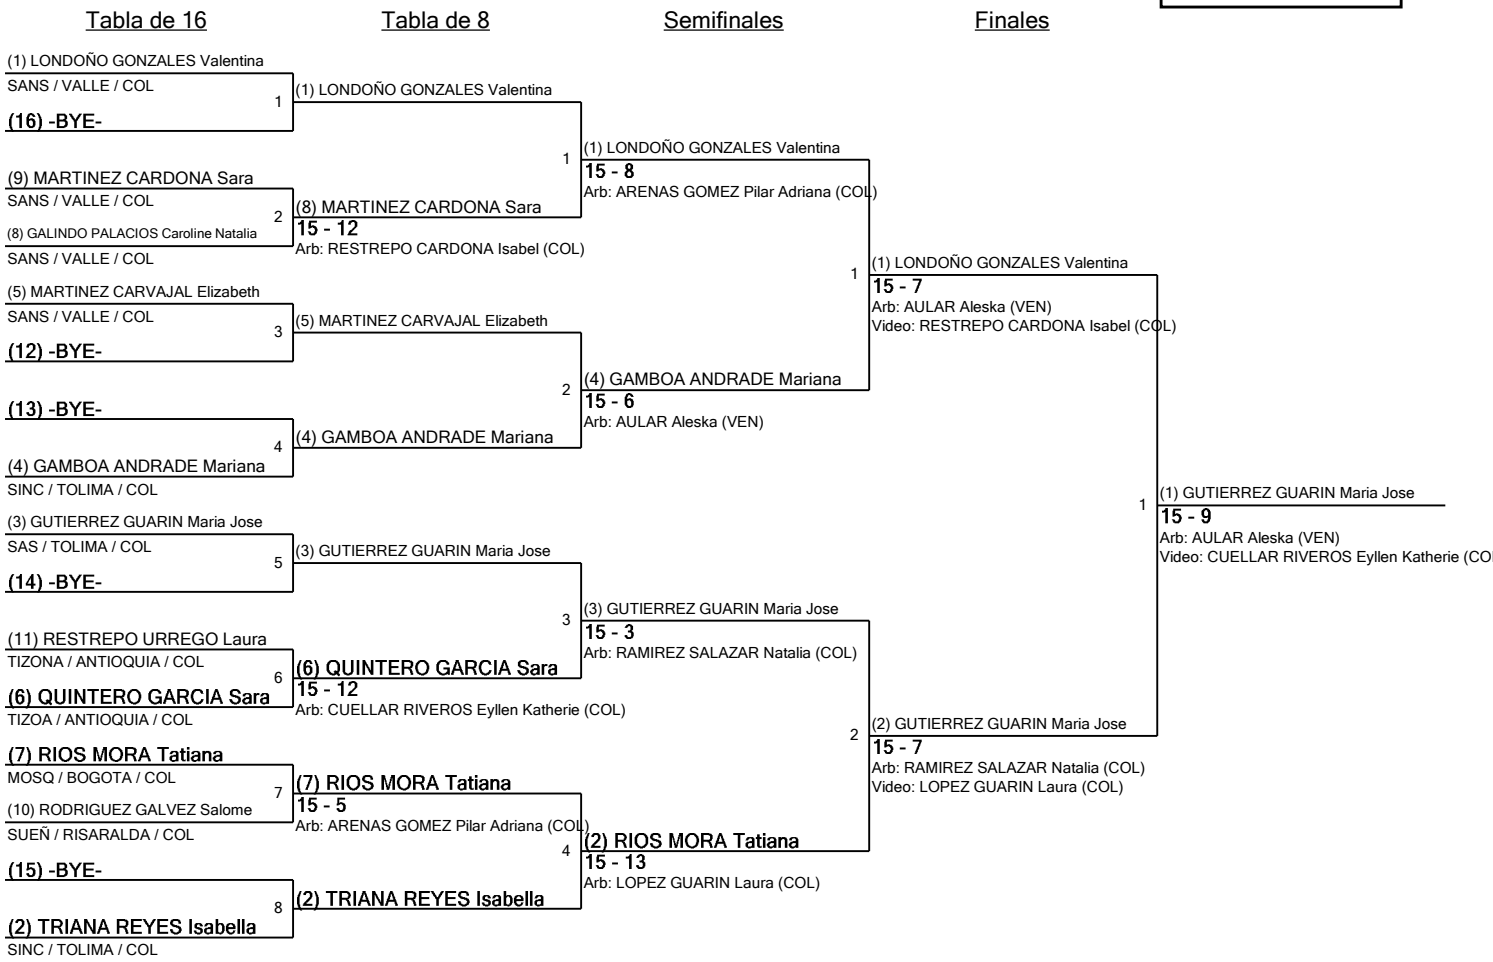 Tabla de 16
Tabla de 8
Semifinales
Finales
(1) LONDOÑO GONZALES Valentina
SANS / VALLE / COL
1
(16) -BYE-
(9) MARTINEZ CARDONA Sara
SANS / VALLE / COL
2
(8) GALINDO PALACIOS Caroline Natalia
SANS / VALLE / COL
(5) MARTINEZ CARVAJAL Elizabeth
SANS / VALLE / COL
3
(12) -BYE-
(13) -BYE-
4
(4) GAMBOA ANDRADE Mariana
SINC / TOLIMA / COL
(3) GUTIERREZ GUARIN Maria Jose
SAS / TOLIMA / COL
5
(14) -BYE-
(11) RESTREPO URREGO Laura
TIZONA / ANTIOQUIA / COL
6
(6) QUINTERO GARCIA Sara
TIZOA / ANTIOQUIA / COL
(7) RIOS MORA Tatiana
MOSQ / BOGOTA / COL
7
(10) RODRIGUEZ GALVEZ Salome
SUEÑ / RISARALDA / COL
(15) -BYE-
8
(2) TRIANA REYES Isabella
SINC / TOLIMA / COL
(1) LONDOÑO GONZALES Valentina
1
(8) MARTINEZ CARDONA Sara
15 - 12
Arb: RESTREPO CARDONA Isabel (COL)
(5) MARTINEZ CARVAJAL Elizabeth
2
(4) GAMBOA ANDRADE Mariana
(3) GUTIERREZ GUARIN Maria Jose
3
(6) QUINTERO GARCIA Sara
15 - 12
Arb: CUELLAR RIVEROS Eyllen Katherie (COL)
(7) RIOS MORA Tatiana
15 - 5
Arb: ARENAS GOMEZ Pilar Adriana (COL)
4
(2) TRIANA REYES Isabella
(1) LONDOÑO GONZALES Valentina
15 - 8
Arb: ARENAS GOMEZ Pilar Adriana (COL)
1
(4) GAMBOA ANDRADE Mariana
15 - 6
Arb: AULAR Aleska (VEN)
(3) GUTIERREZ GUARIN Maria Jose
15 - 3
Arb: RAMIREZ SALAZAR Natalia (COL)
2
(2) RIOS MORA Tatiana
15 - 13
Arb: LOPEZ GUARIN Laura (COL)
(1) LONDOÑO GONZALES Valentina
15 - 7
Arb: AULAR Aleska (VEN)
Video: RESTREPO CARDONA Isabel (COL)
1
(2) GUTIERREZ GUARIN Maria Jose
15 - 7
Arb: RAMIREZ SALAZAR Natalia (COL)
Video: LOPEZ GUARIN Laura (COL)
(1) GUTIERREZ GUARIN Maria Jose
15 - 9
Arb: AULAR Aleska (VEN)
Video: CUELLAR RIVEROS Eyllen Katherie (CO